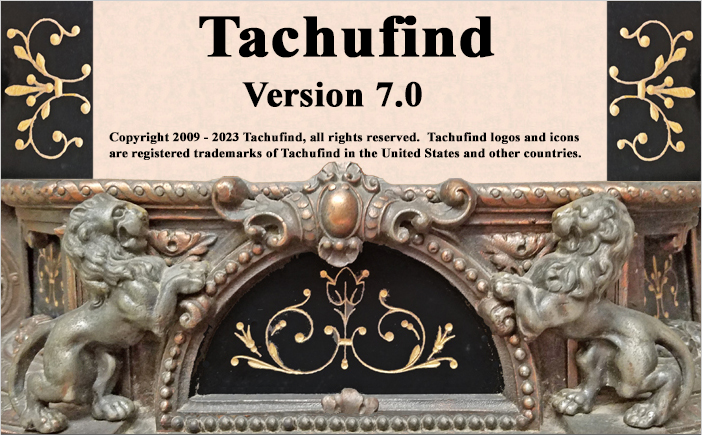 Tachufind
Version 7.0
Copyright 2009 - 2023 Tachufind, all rights reserved. Tachufind logos and icons
are registered trademarks of Tachufind in the United States and other countries.